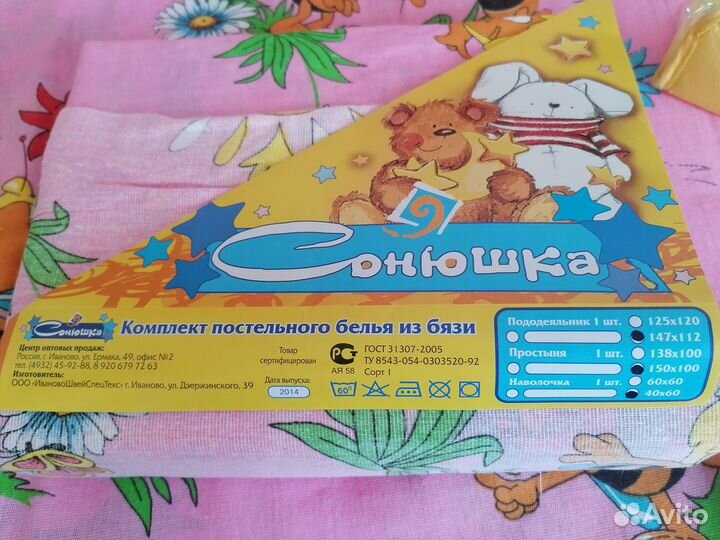 Сонюшка
Сонюшка
Комплект постельного белья из бязи
Центр оптовых продаж:
Россия, г. Иваново, ул. Ермака, 49, офис №2
тел. (4932) 45-92-88, 8 920 679 72 63
Изготовитель:
ООО «ИвановоШвейСпецТекс» г. Иваново, ул. Дзержинского, 39
Товар
сертифицирован
РСТ
АЯ 58
ГОСТ 31307-2005
ТУ 8543-054-0303520-92
Сорт 1
Дата выпуска:
2014
60°
Пододеяльник 1 шт. 125х120
147х112
Простыня 1 шт. 138х100
150х100
Наволочка 1 шт. 60х60
40х60
Avito